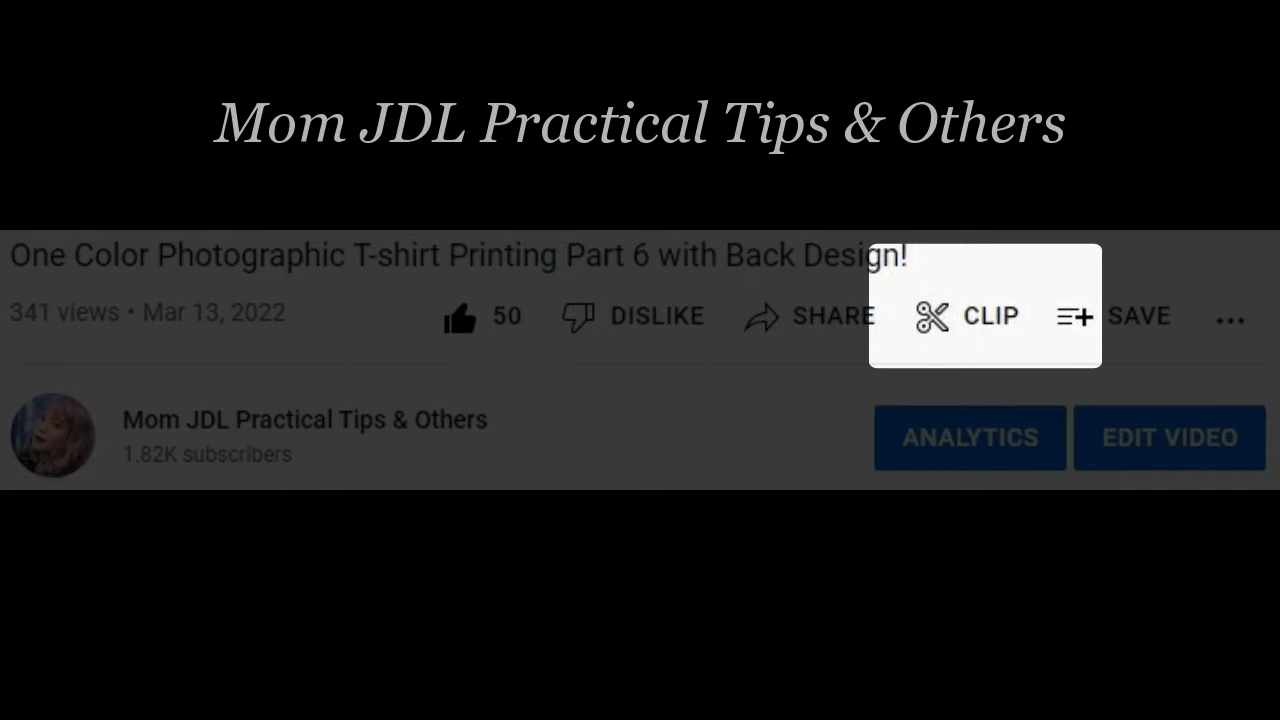 Mom JDL Practical Tips & Others
One Color Photographic T-shirt Printing Part 6 with Back Design!
341 views • Mar 13, 2022 50 DISLIKE SHARE CLIP SAVE ...
Mom JDL Practical Tips & Others
1.82K subscribers
ANALYTICS EDIT VIDEO